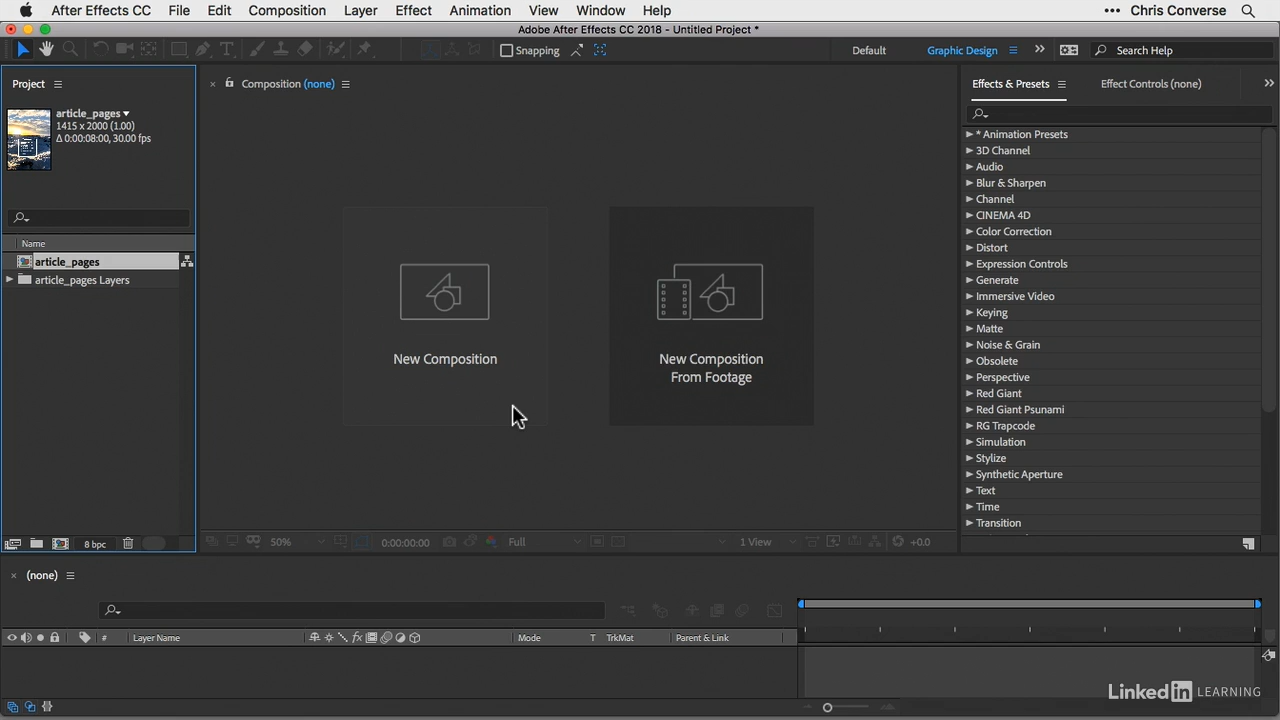 After Effects CC File Edit Composition Layer Effect Animation View Window Help ••• Chris Converse
Adobe After Effects CC 2018 - Untitled Project *
Snapping Default Graphic Design Search Help
Project
article_pages
1415 x 2000 (1.00)
Δ 0:00:08:00, 30.00 fps
Name
article_pages
article_pages Layers
8 bpc
Composition (none)
New Composition
New Composition
From Footage
50% 0:00:00:00 Full 1 View +0.0
Effects & Presets Effect Controls (none)
* Animation Presets
3D Channel
Audio
Blur & Sharpen
Channel
CINEMA 4D
Color Correction
Distort
Expression Controls
Generate
Immersive Video
Keying
Matte
Noise & Grain
Obsolete
Perspective
Red Giant
Red Giant Psunami
RG Trapcode
Simulation
Stylize
Synthetic Aperture
Text
Time
Transition
(none)
# Layer Name fx Mode T TrkMat Parent & Link
LinkedIn LEARNING